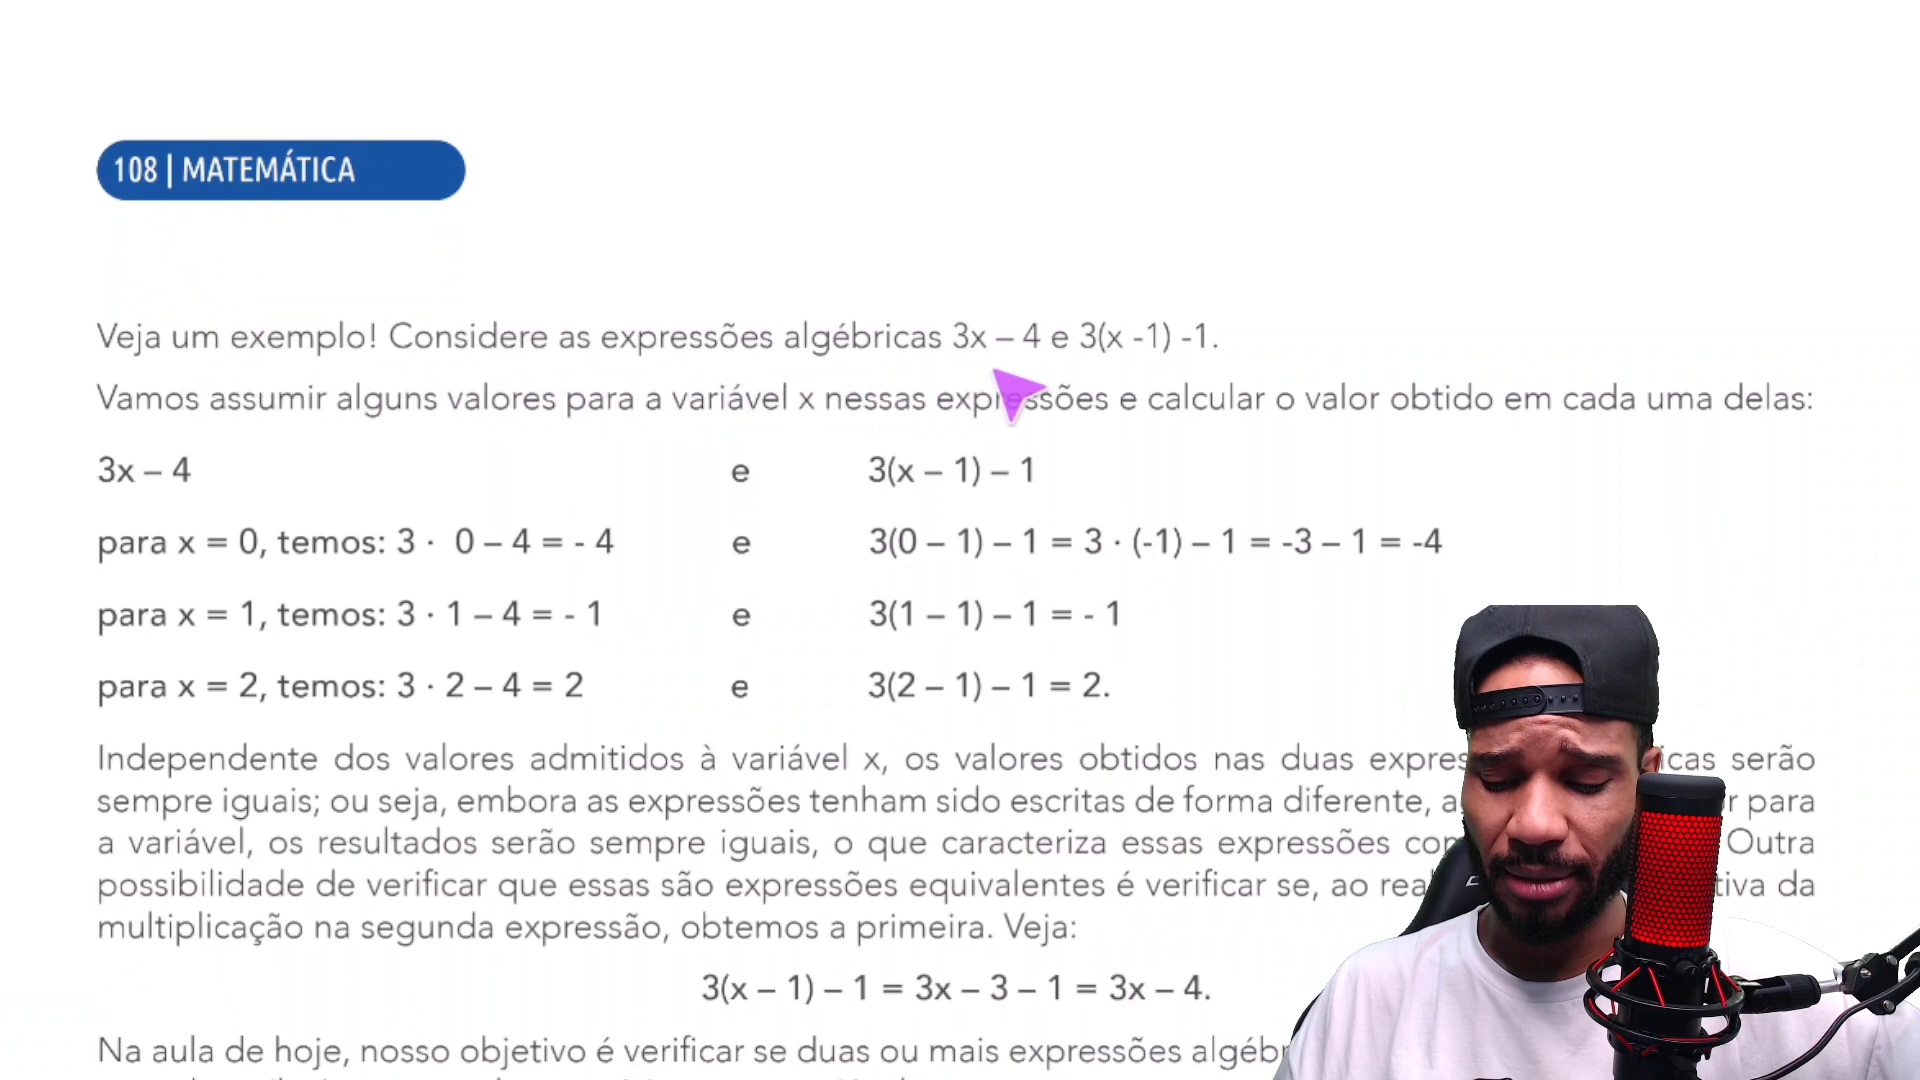 108 | MATEMÁTICA
Veja um exemplo! Considere as expressões algébricas 3x – 4 e 3(x -1) -1.
Vamos assumir alguns valores para a variável x nessas expressões e calcular o valor obtido em cada uma delas:
3x – 4 e 3(x – 1) – 1
para x = 0, temos: 3 · 0 – 4 = - 4 e 3(0 – 1) – 1 = 3 · (-1) – 1 = -3 – 1 = -4
para x = 1, temos: 3 · 1 – 4 = - 1 e 3(1 – 1) – 1 = - 1
para x = 2, temos: 3 · 2 – 4 = 2 e 3(2 – 1) – 1 = 2.
Independente dos valores admitidos à variável x, os valores obtidos nas duas serão
sempre iguais; ou seja, embora as expressões tenham sido escritas de forma diferente, para
a variável, os resultados serão sempre iguais, o que caracteriza essas expressões Outra
possibilidade de verificar que essas são expressões equivalentes é verificar se, ao da
multiplicação na segunda expressão, obtemos a primeira. Veja:
3(x – 1) – 1 = 3x – 3 – 1 = 3x – 4.
Na aula de hoje, nosso objetivo é verificar se duas ou mais expressões